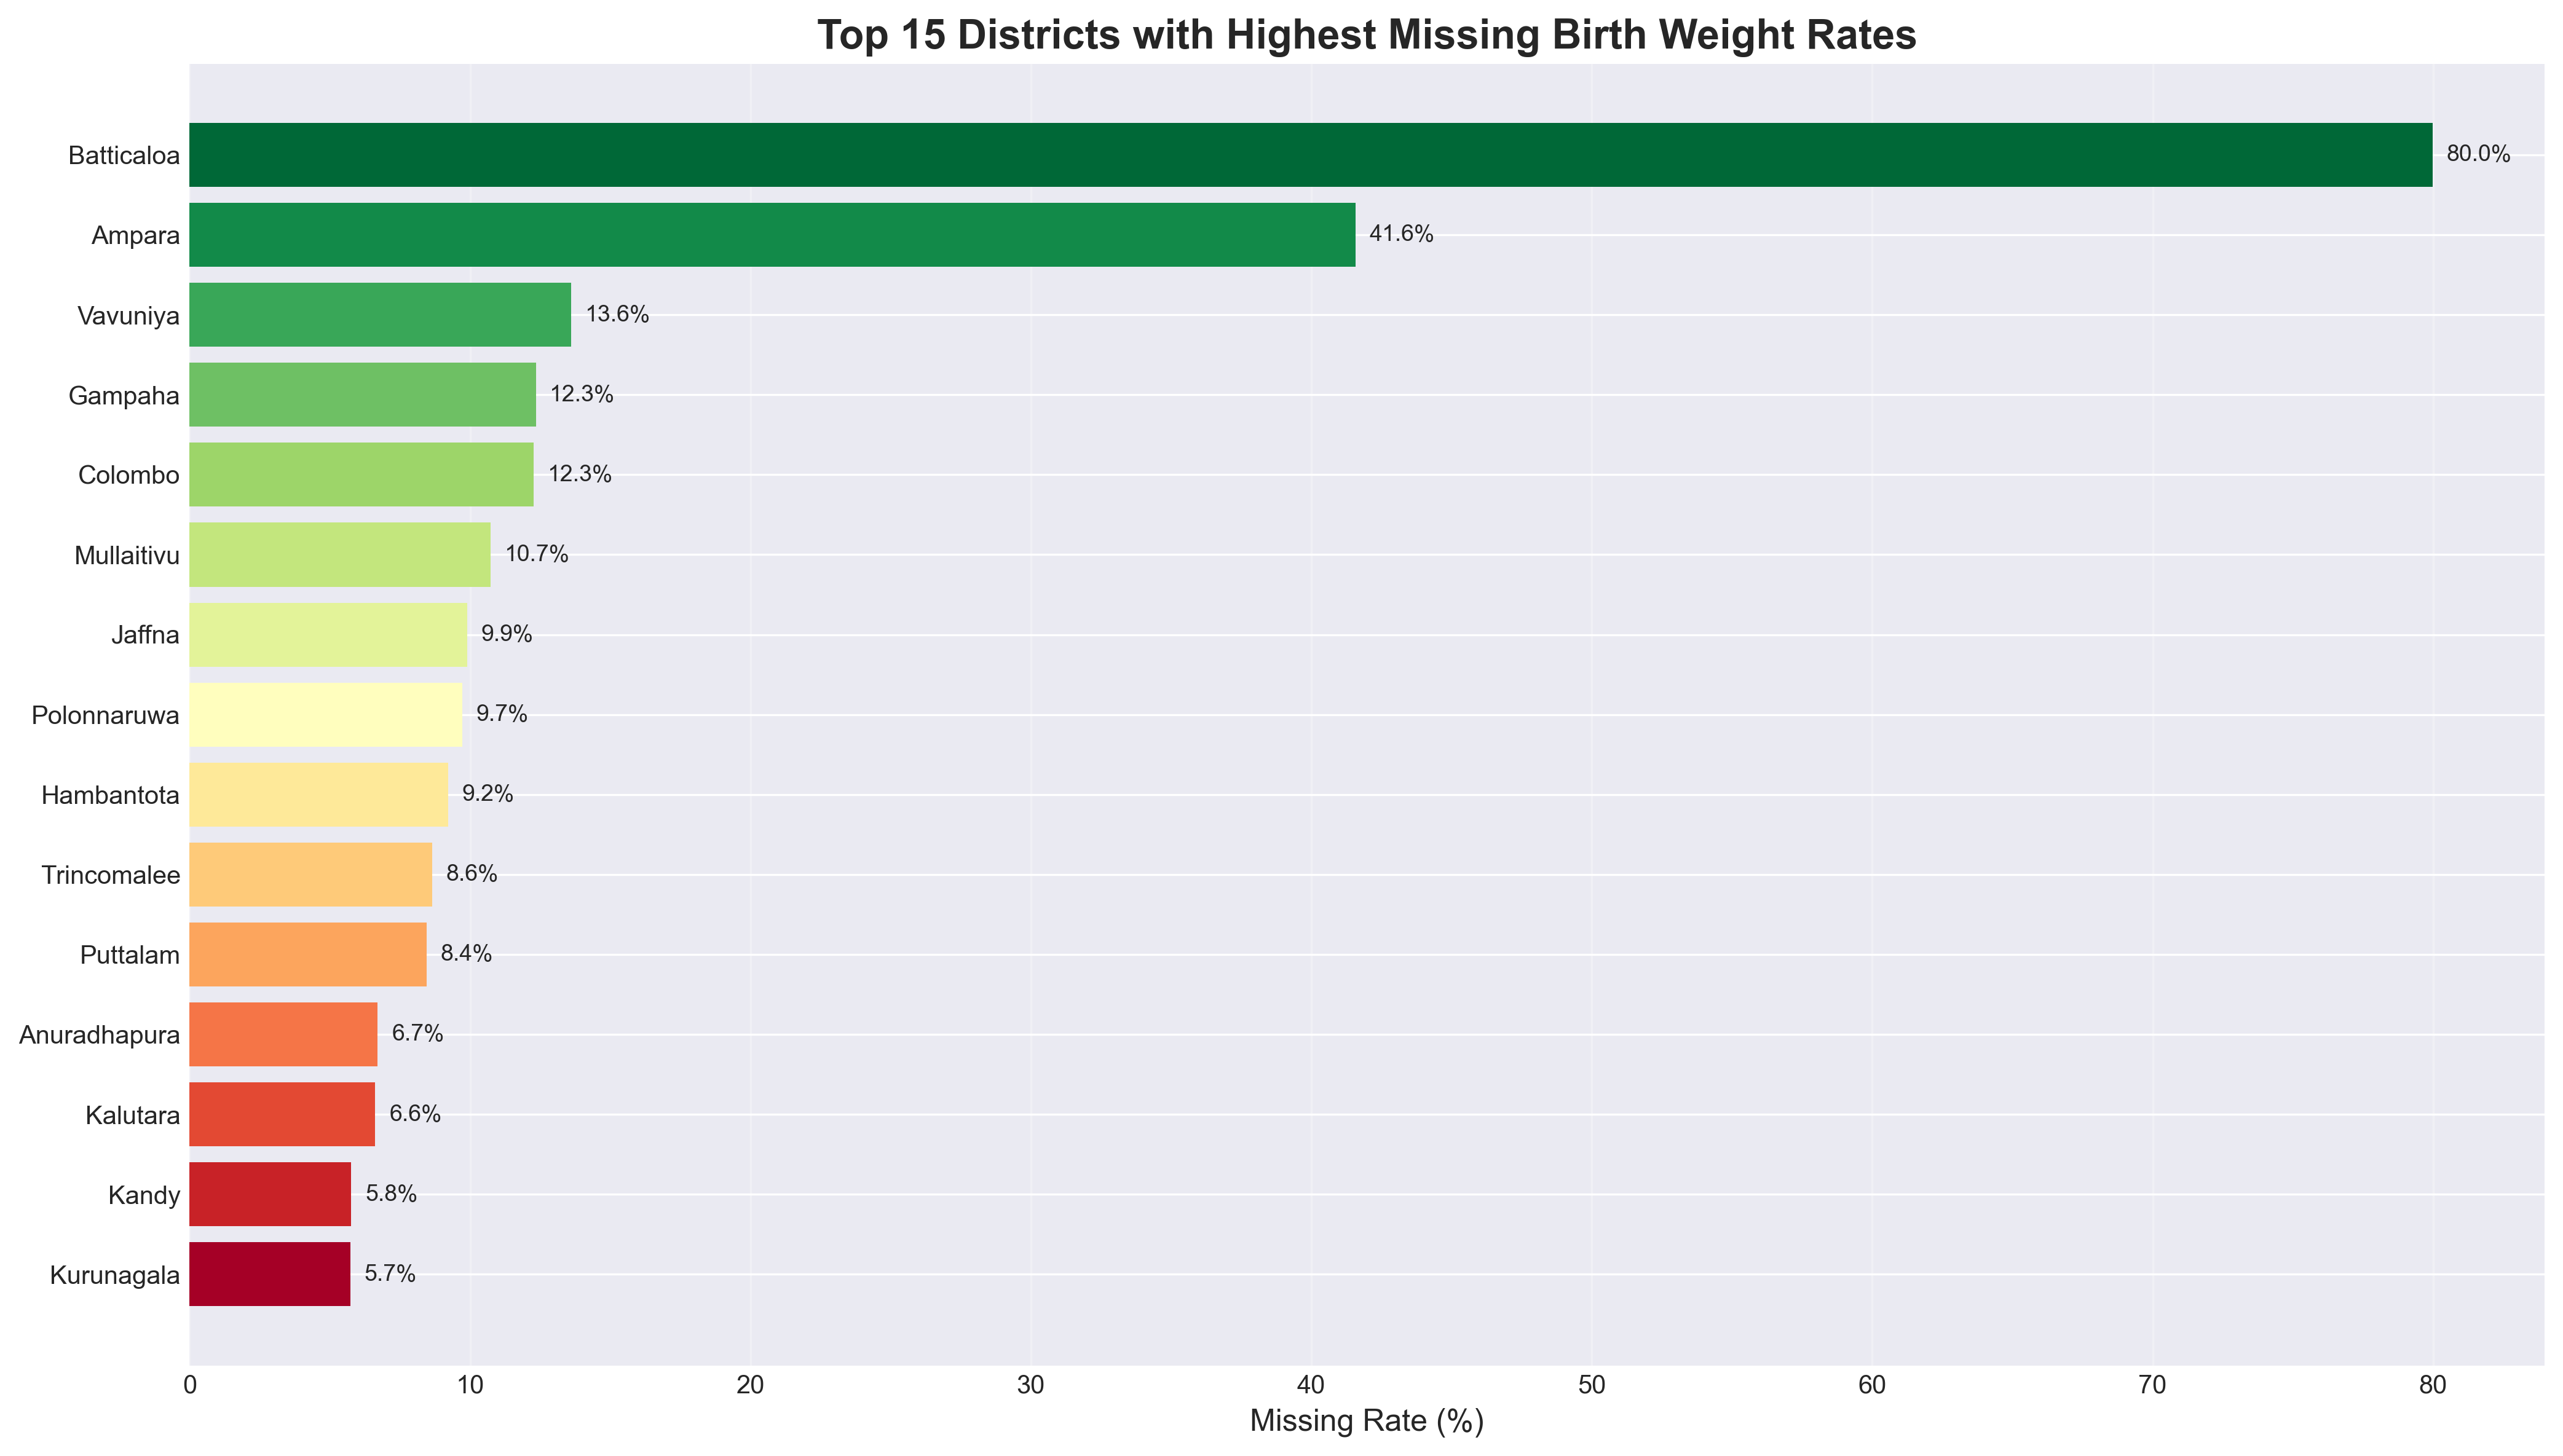 Top 15 Districts with Highest Missing Birth Weight Rates
Batticaloa 80.0%
Ampara 41.6%
Vavuniya 13.6%
Gampaha 12.3%
Colombo 12.3%
Mullaitivu 10.7%
Jaffna 9.9%
Polonnaruwa 9.7%
Hambantota 9.2%
Trincomalee 8.6%
Puttalam 8.4%
Anuradhapura 6.7%
Kalutara 6.6%
Kandy 5.8%
Kurunagala 5.7%
0 10 20 30 40 50 60 70 80
Missing Rate (%)